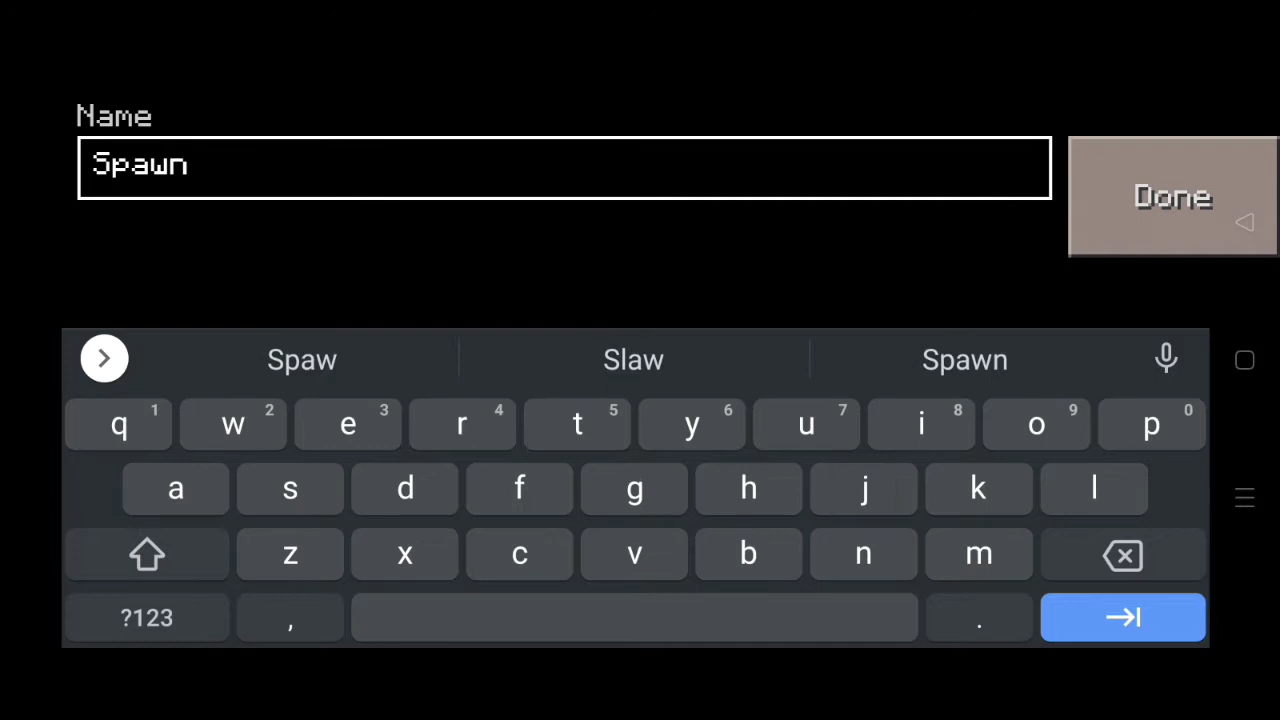 Name
Spawn
Done
Spaw Slaw Spawn
q 1 w 2 e 3 r 4 t 5 y 6 u 7 i 8 o 9 p 0
a s d f g h j k l
z x c v b n m
?123 , .